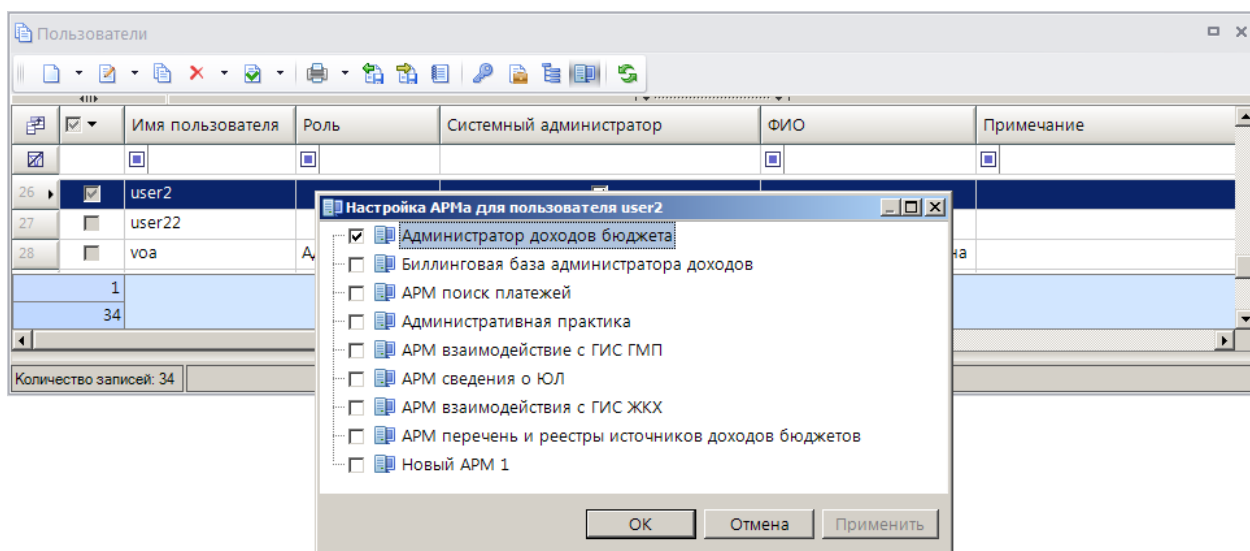 Пользователи
Имя пользователя Роль Системный администратор ФИО Примечание
26 user2
27 user22
28 voa
1
34
Количество записей: 34
Настройка АРМа для пользователя user2
Администратор доходов бюджета
Биллинговая база администратора доходов
АРМ поиск платежей
Административная практика
АРМ взаимодействие с ГИС ГМП
АРМ сведения о ЮЛ
АРМ взаимодействия с ГИС ЖКХ
АРМ перечень и реестры источников доходов бюджетов
Новый АРМ 1
ОК Отмена Применить